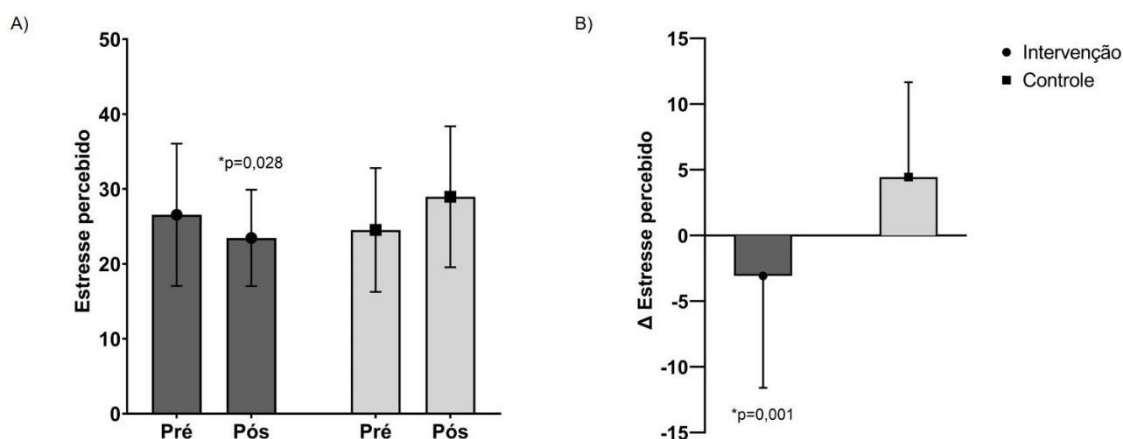 A)
Estresse percebido
50
40
30
20
10
0
*p=0,028
Pré
Pós
Pré
Pós
B)
Δ Estresse percebido
15
10
5
0
-5
-10
-15
*p=0,001
Intervenção
Controle